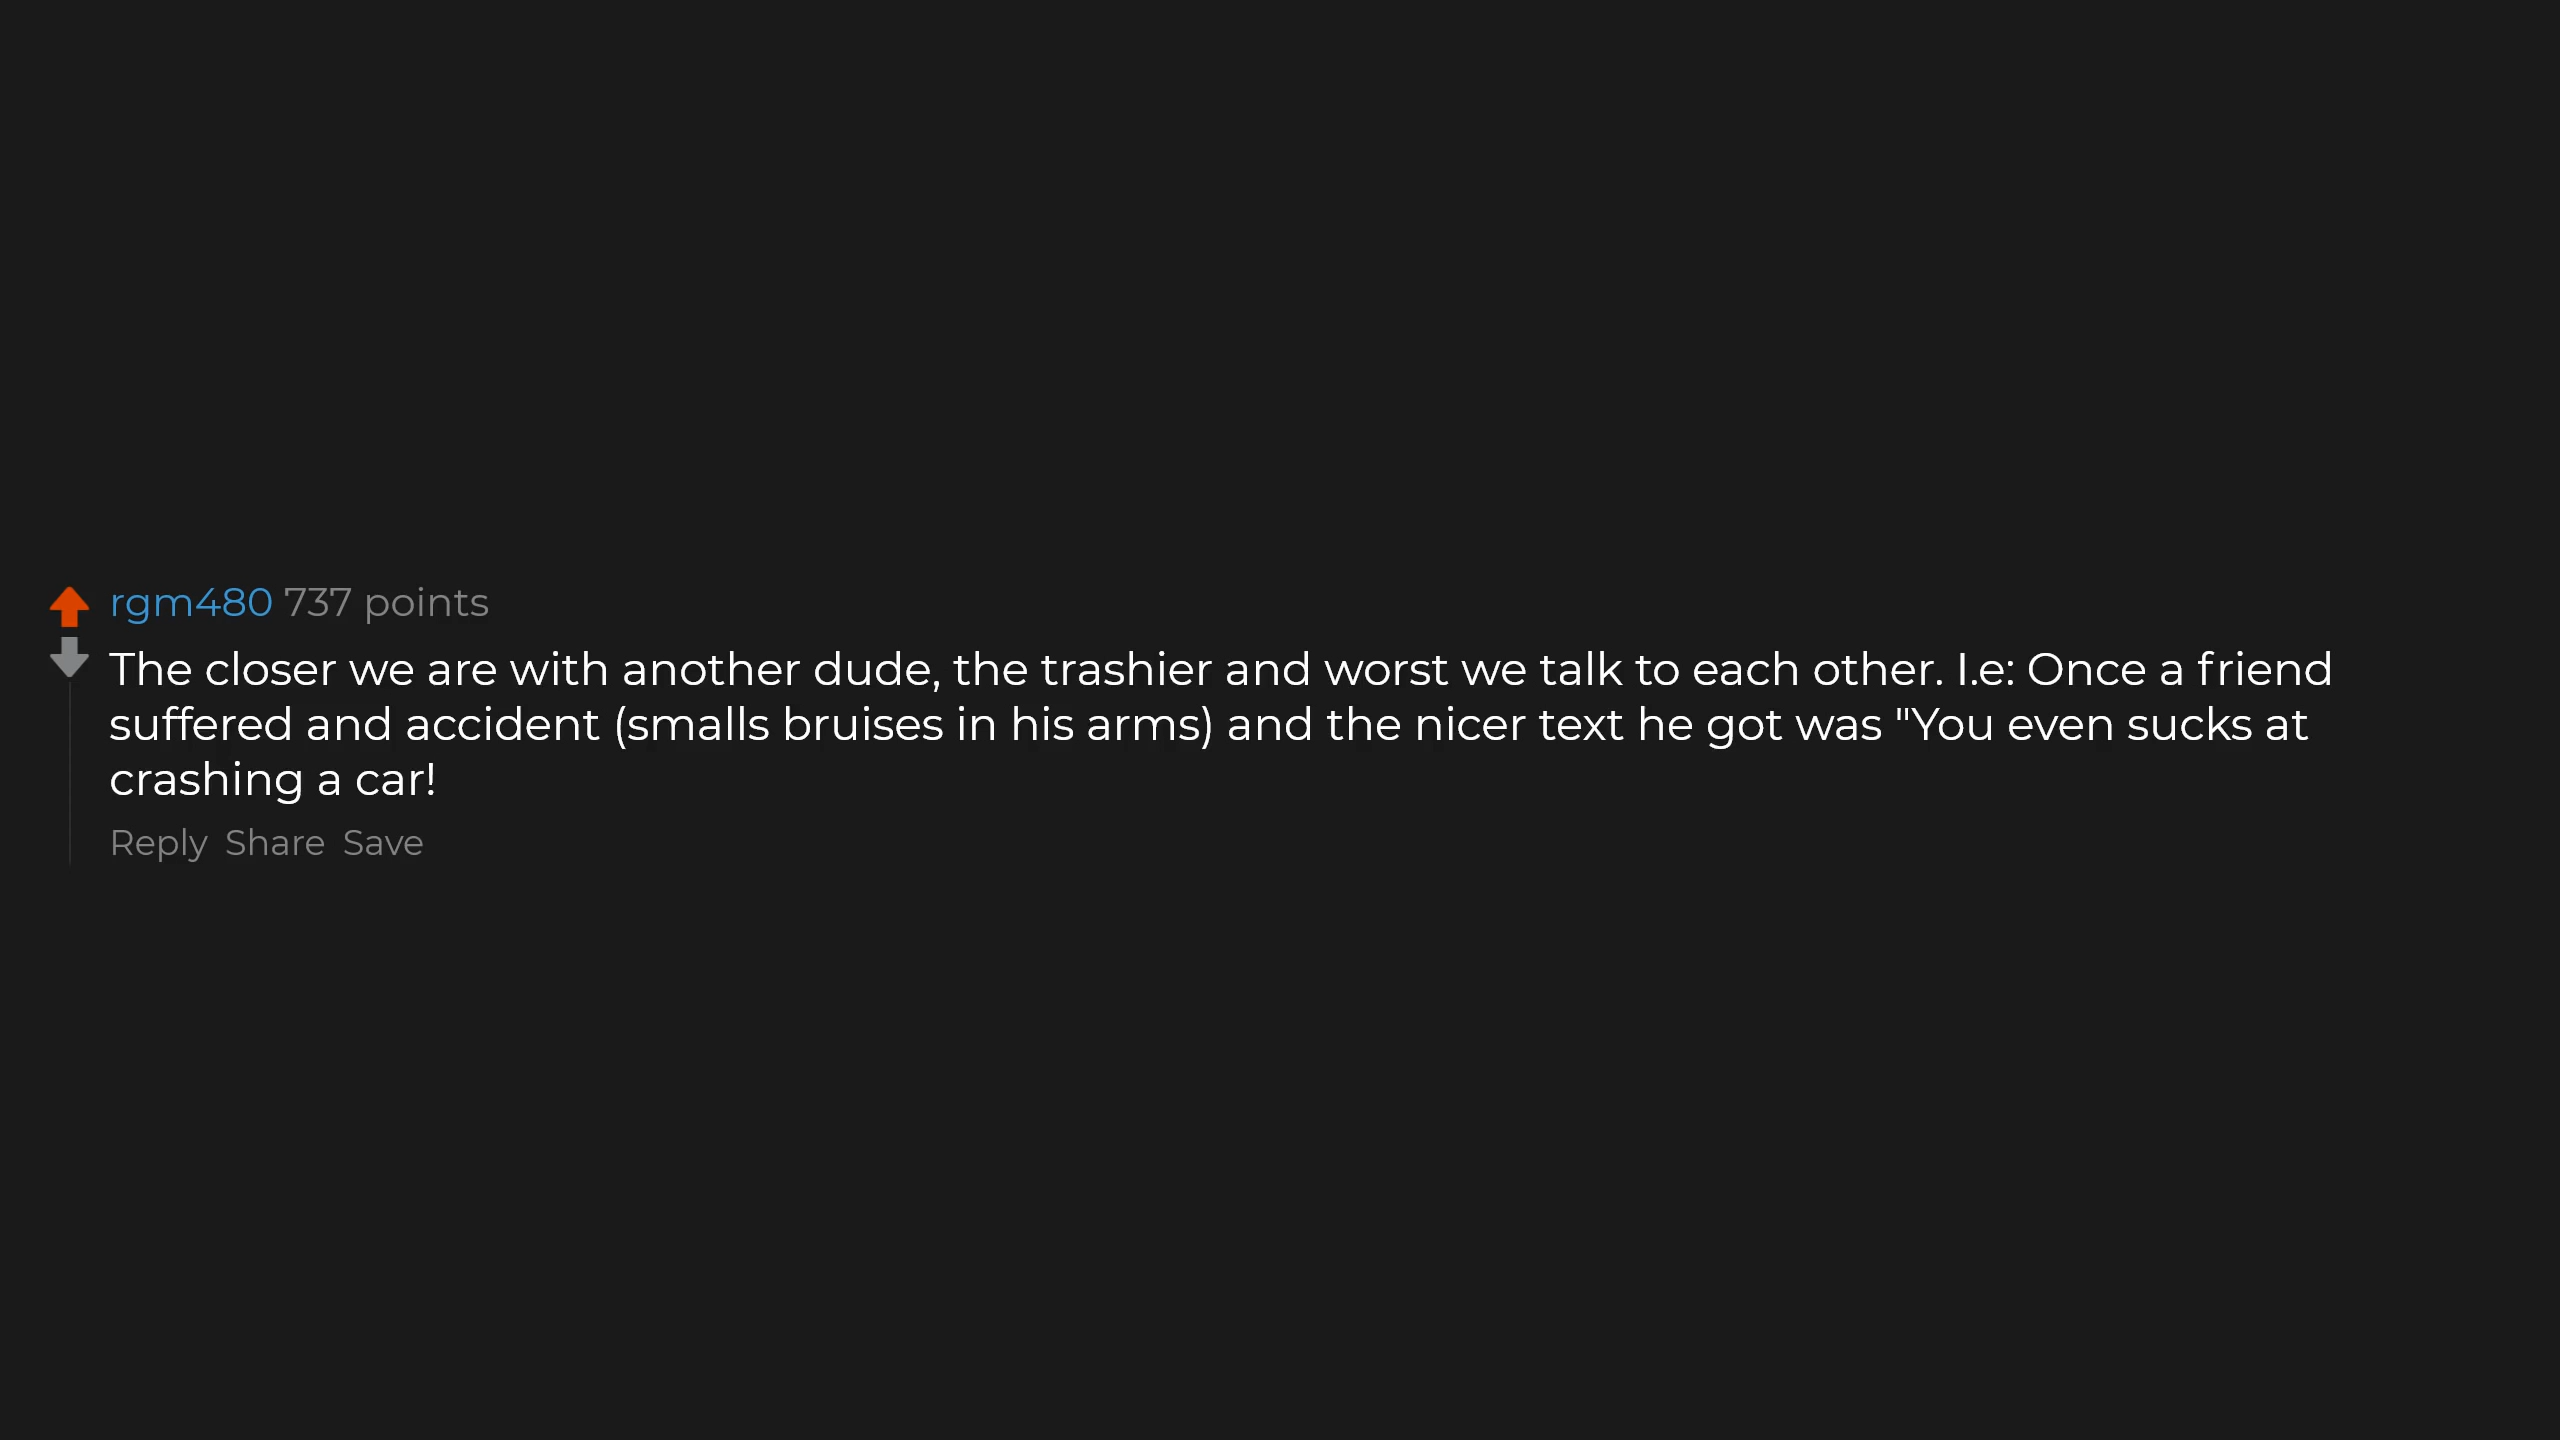 rgm480 737 points
The closer we are with another dude, the trashier and worst we talk to each other. I.e: Once a friend
suffered and accident (smalls bruises in his arms) and the nicer text he got was "You even sucks at
crashing a car!
Reply Share Save